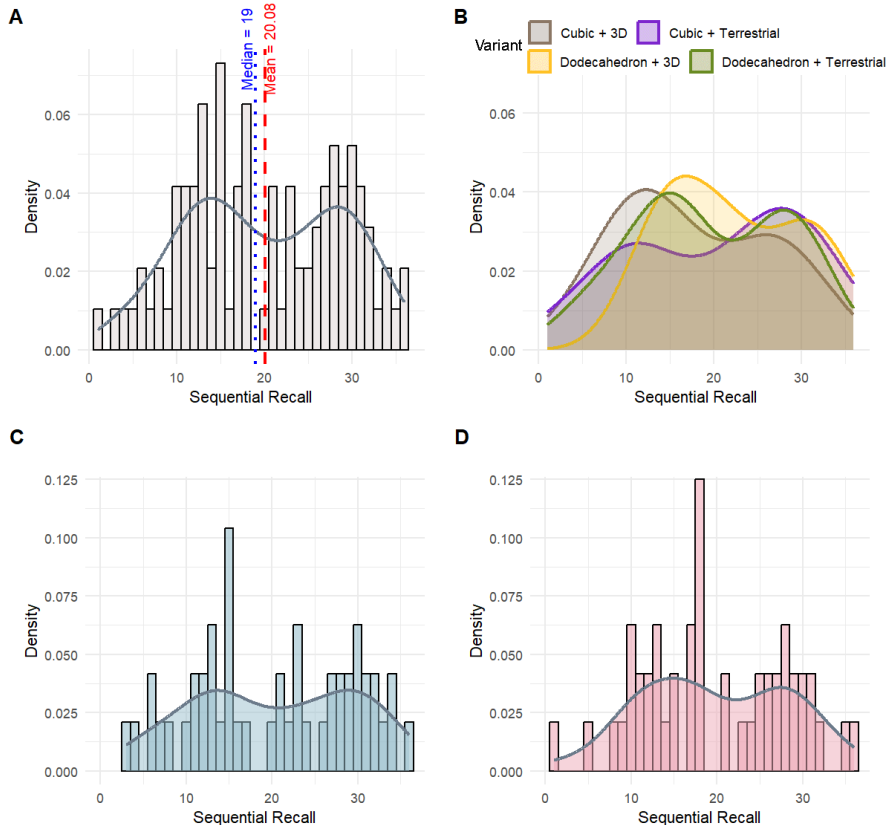 A
Median = 19
Mean = 20.08
0.06
0.04
0.02
0.00
Density
0 10 20 30
Sequential Recall
B
Variant
Cubic + 3D Cubic + Terrestrial
Dodecahedron + 3D Dodecahedron + Terrestrial
0.06
0.04
0.02
0.00
Density
0 10 20 30
Sequential Recall
C
0.125
0.100
0.075
0.050
0.025
0.000
Density
0 10 20 30
Sequential Recall
D
0.125
0.100
0.075
0.050
0.025
0.000
Density
0 10 20 30
Sequential Recall